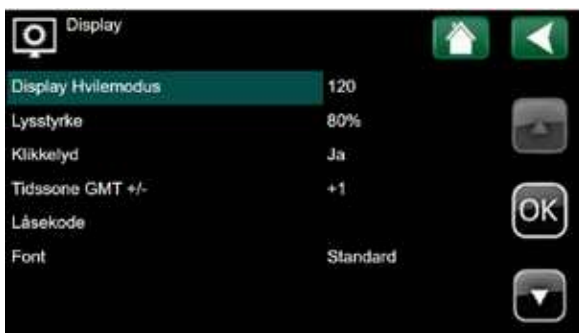 Display
Display Hvilemodus 120
Lysstyrke 80%
Klikkelyd Ja
Tidssone GMT +/- +1
Låsekode
OK
Font Standard